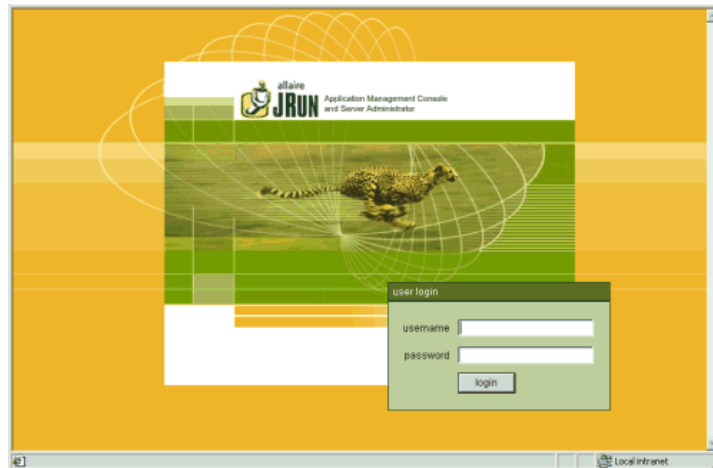 allaire
JRUN
Application Management Console
and Server Administrator
user login
username
password
login
Local intranet